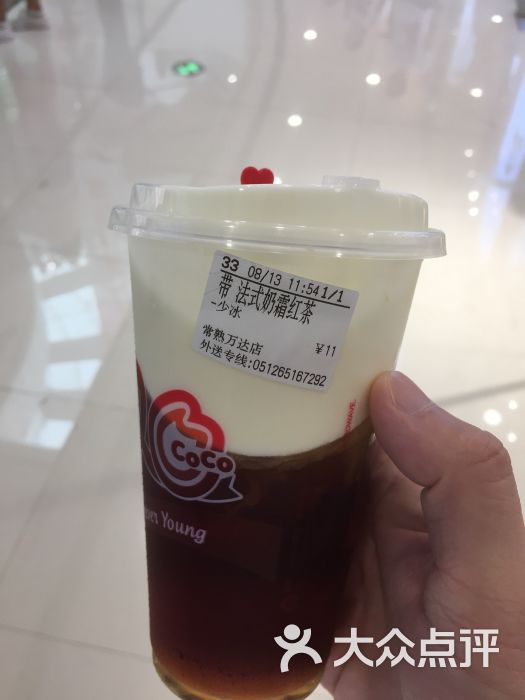 33 08/13 11:54 1/1
带 法式奶霜红茶
-少冰
常熟万达店 ¥11
外送专线:051265167292
CoCo
Young
大众点评